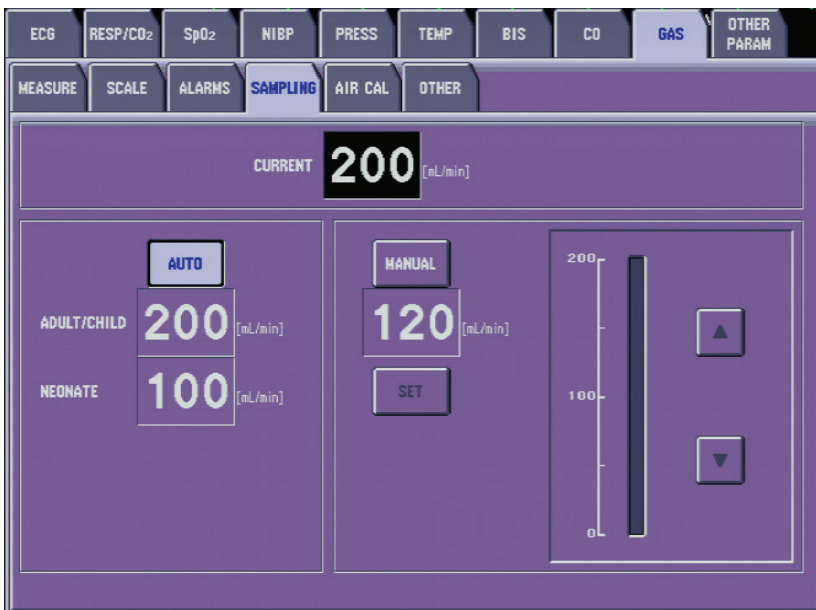 ECG RESP/CO2 SpO2 NIBP PRESS TEMP BIS CO GAS OTHER PARAM
MEASURE SCALE ALARMS SAMPLING AIR CAL OTHER
CURRENT 200 [mL/min]
AUTO
ADULT/CHILD 200 [mL/min]
NEONATE 100 [mL/min]
MANUAL
120 [mL/min]
SET
200
100
0